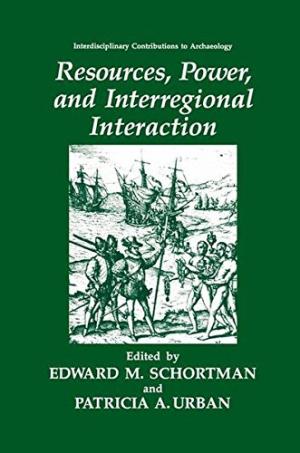 Interdisciplinary Contributions to Archaeology
Resources, Power,
and Interregional
Interaction
Edited by
EDWARD M. SCHORTMAN
and
PATRICIA A. URBAN